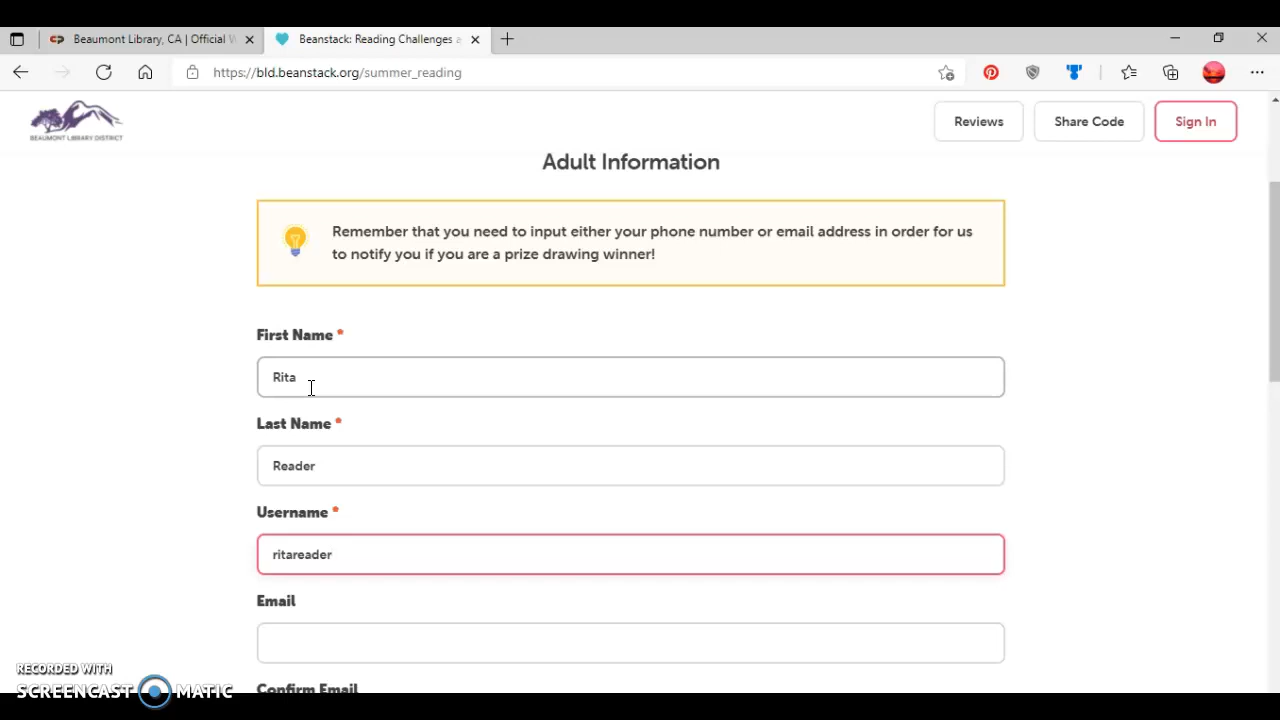 Beaumont Library, CA | Official W
Beanstack: Reading Challenges a
https://bld.beanstack.org/summer_reading
BEAUMONT LIBRARY DISTRICT
Reviews
Share Code
Sign In
Adult Information
Remember that you need to input either your phone number or email address in order for us
to notify you if you are a prize drawing winner!
First Name *
Rita
Last Name *
Reader
Username *
ritareader
Email
Confirm Email
RECORDED WITH
SCREENCAST MATIC